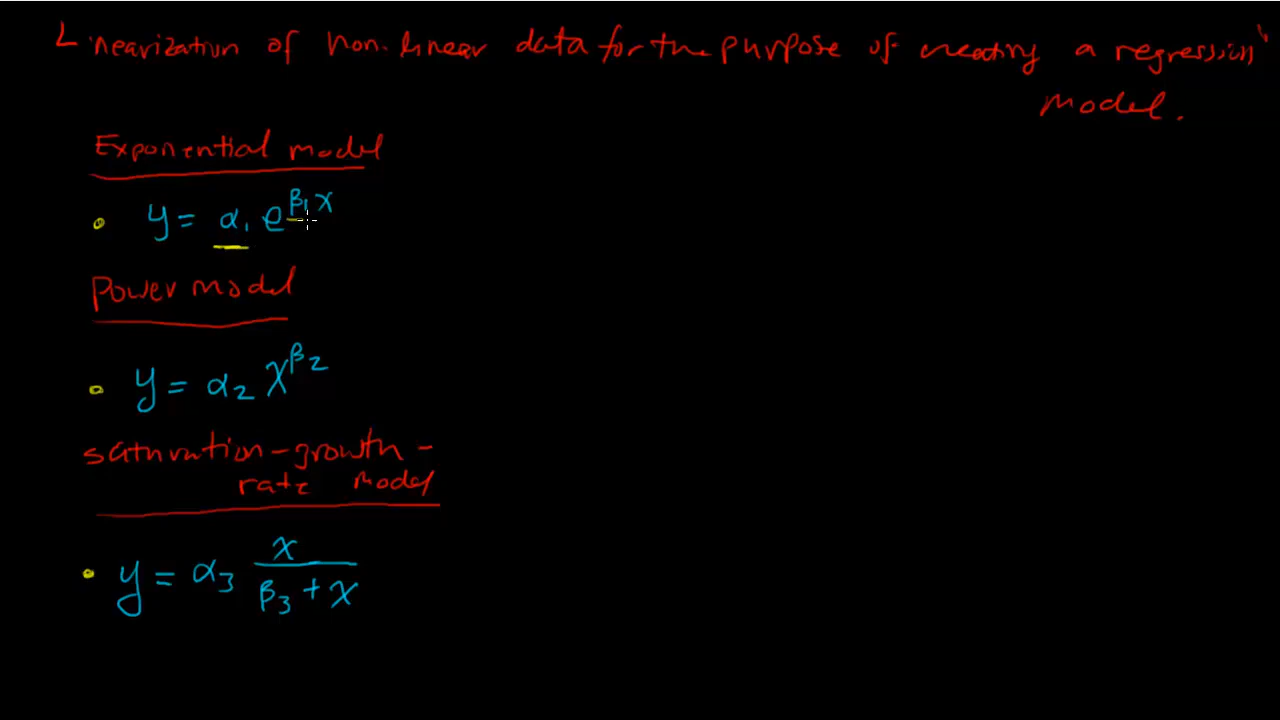 Linearization of non-linear data for the purpose of creating a regression
model.
Exponential model
• y = α₁ e^{β₁x}
Power model
• y = α₂ x^{β₂}
saturation-growth-
rate model
• y = α₃ x/(β₃ + x)